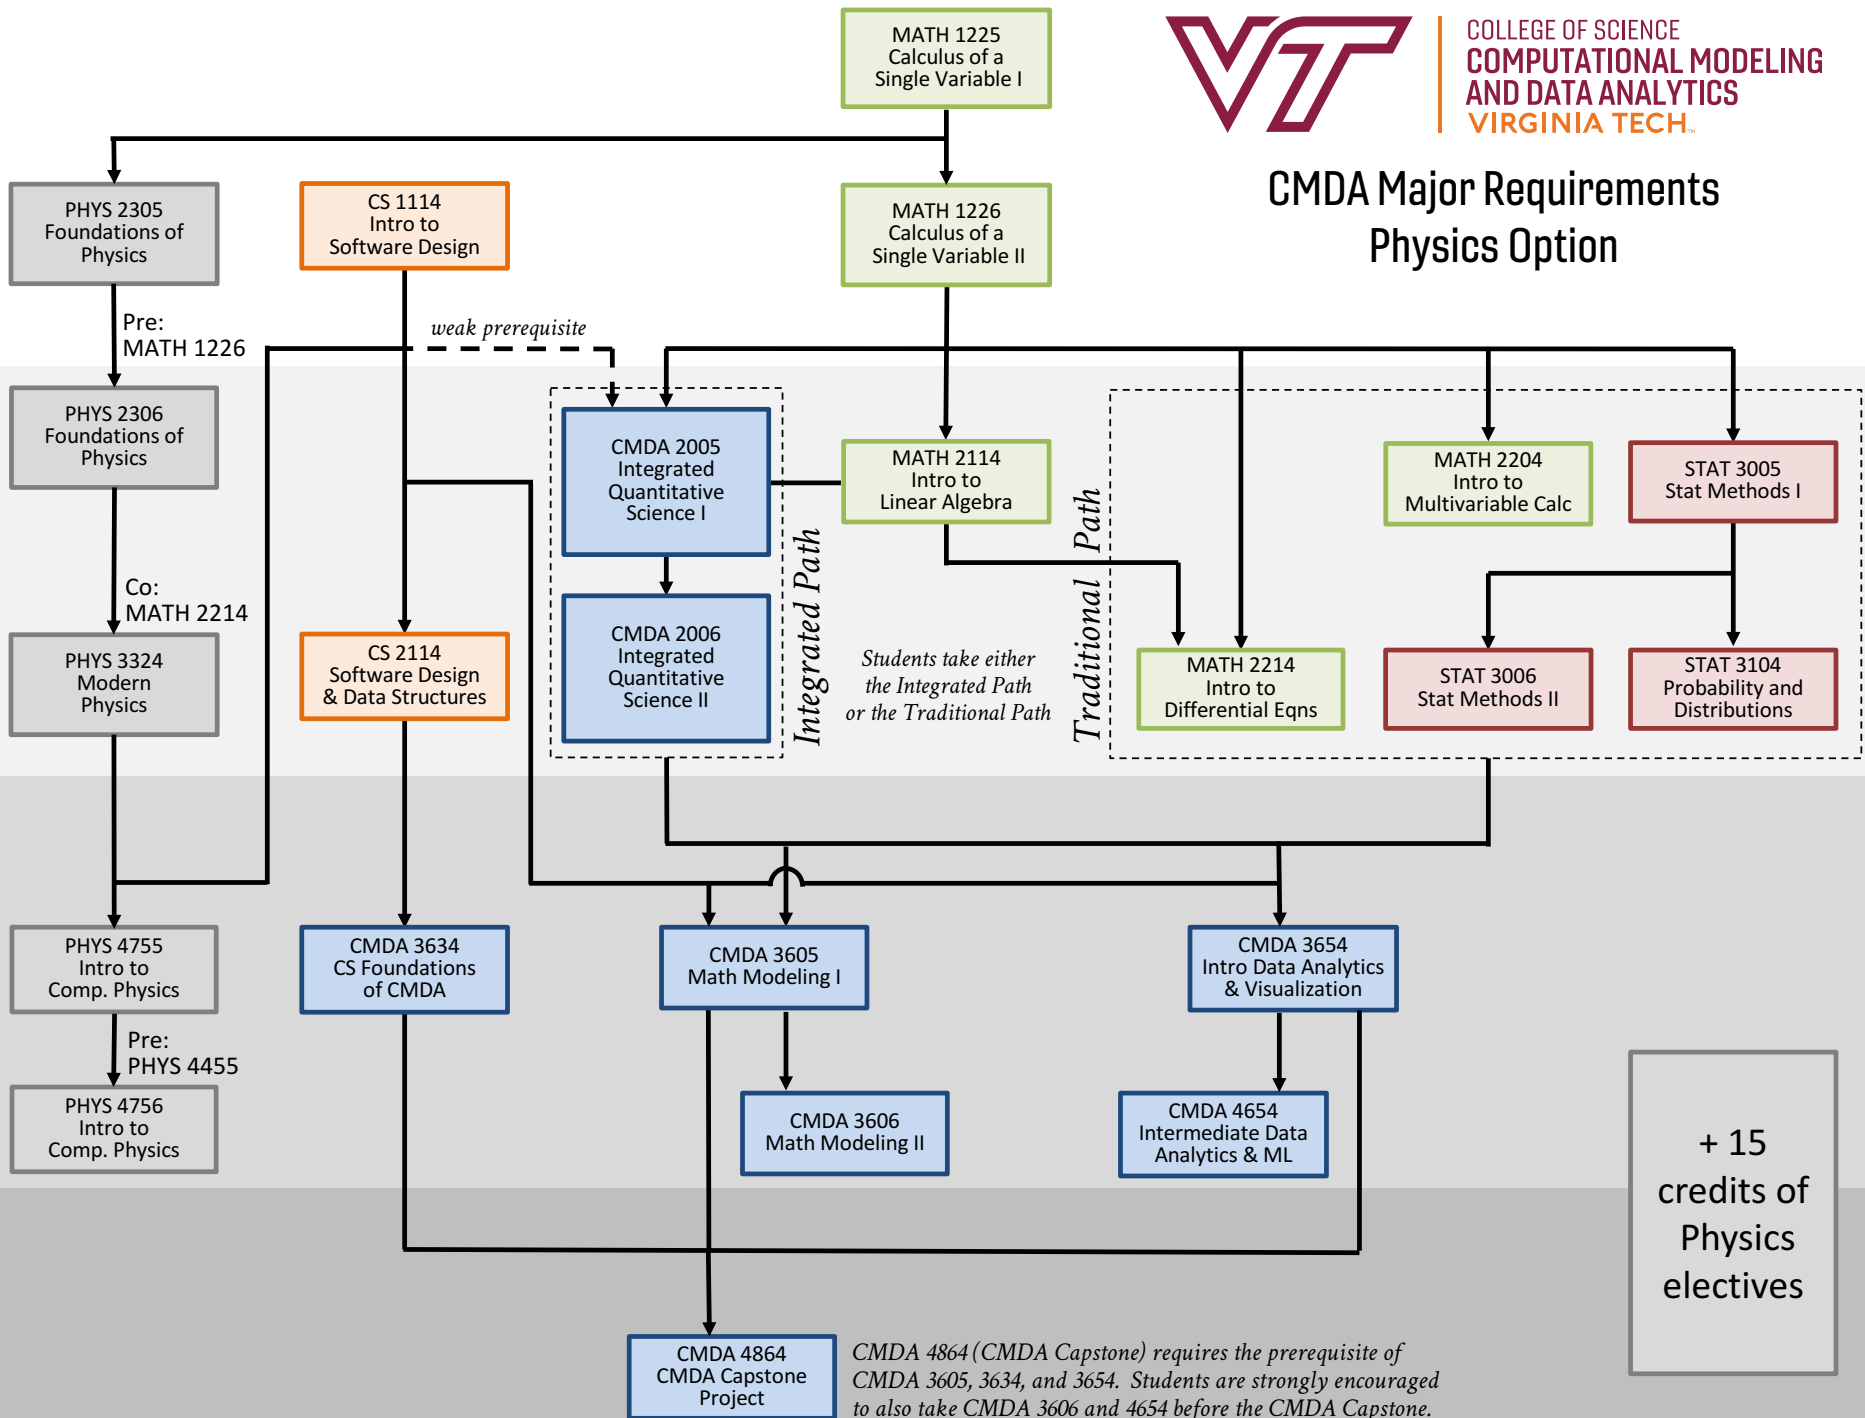 MATH 1225
Calculus of a
Single Variable I
VT
COLLEGE OF SCIENCE
COMPUTATIONAL MODELING
AND DATA ANALYTICS
VIRGINIA TECH™
CMDA Major Requirements
Physics Option
PHYS 2305
Foundations of
Physics
CS 1114
Intro to
Software Design
MATH 1226
Calculus of a
Single Variable II
Pre:
MATH 1226
weak prerequisite
PHYS 2306
Foundations of
Physics
CMDA 2005
Integrated
Quantitative
Science I
MATH 2114
Intro to
Linear Algebra
MATH 2204
Intro to
Multivariable Calc
STAT 3005
Stat Methods I
Integrated Path
Traditional Path
Co:
MATH 2214
PHYS 3324
Modern
Physics
CS 2114
Software Design
& Data Structures
CMDA 2006
Integrated
Quantitative
Science II
Students take either
the Integrated Path
or the Traditional Path
MATH 2214
Intro to
Differential Eqns
STAT 3006
Stat Methods II
STAT 3104
Probability and
Distributions
PHYS 4755
Intro to
Comp. Physics
CMDA 3634
CS Foundations
of CMDA
CMDA 3605
Math Modeling I
CMDA 3654
Intro Data Analytics
& Visualization
Pre:
PHYS 4455
PHYS 4756
Intro to
Comp. Physics
CMDA 3606
Math Modeling II
CMDA 4654
Intermediate Data
Analytics & ML
+ 15
credits of
Physics
electives
CMDA 4864
CMDA Capstone
Project
CMDA 4864 (CMDA Capstone) requires the prerequisite of
CMDA 3605, 3634, and 3654. Students are strongly encouraged
to also take CMDA 3606 and 4654 before the CMDA Capstone.